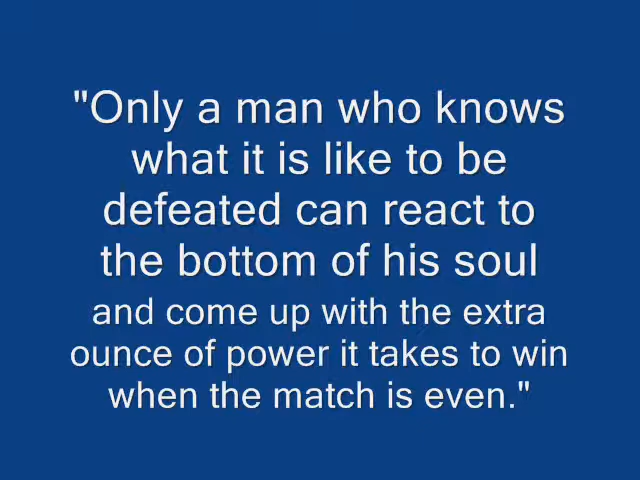 "Only a man who knows
what it is like to be
defeated can react to
the bottom of his soul
and come up with the extra
ounce of power it takes to win
when the match is even."